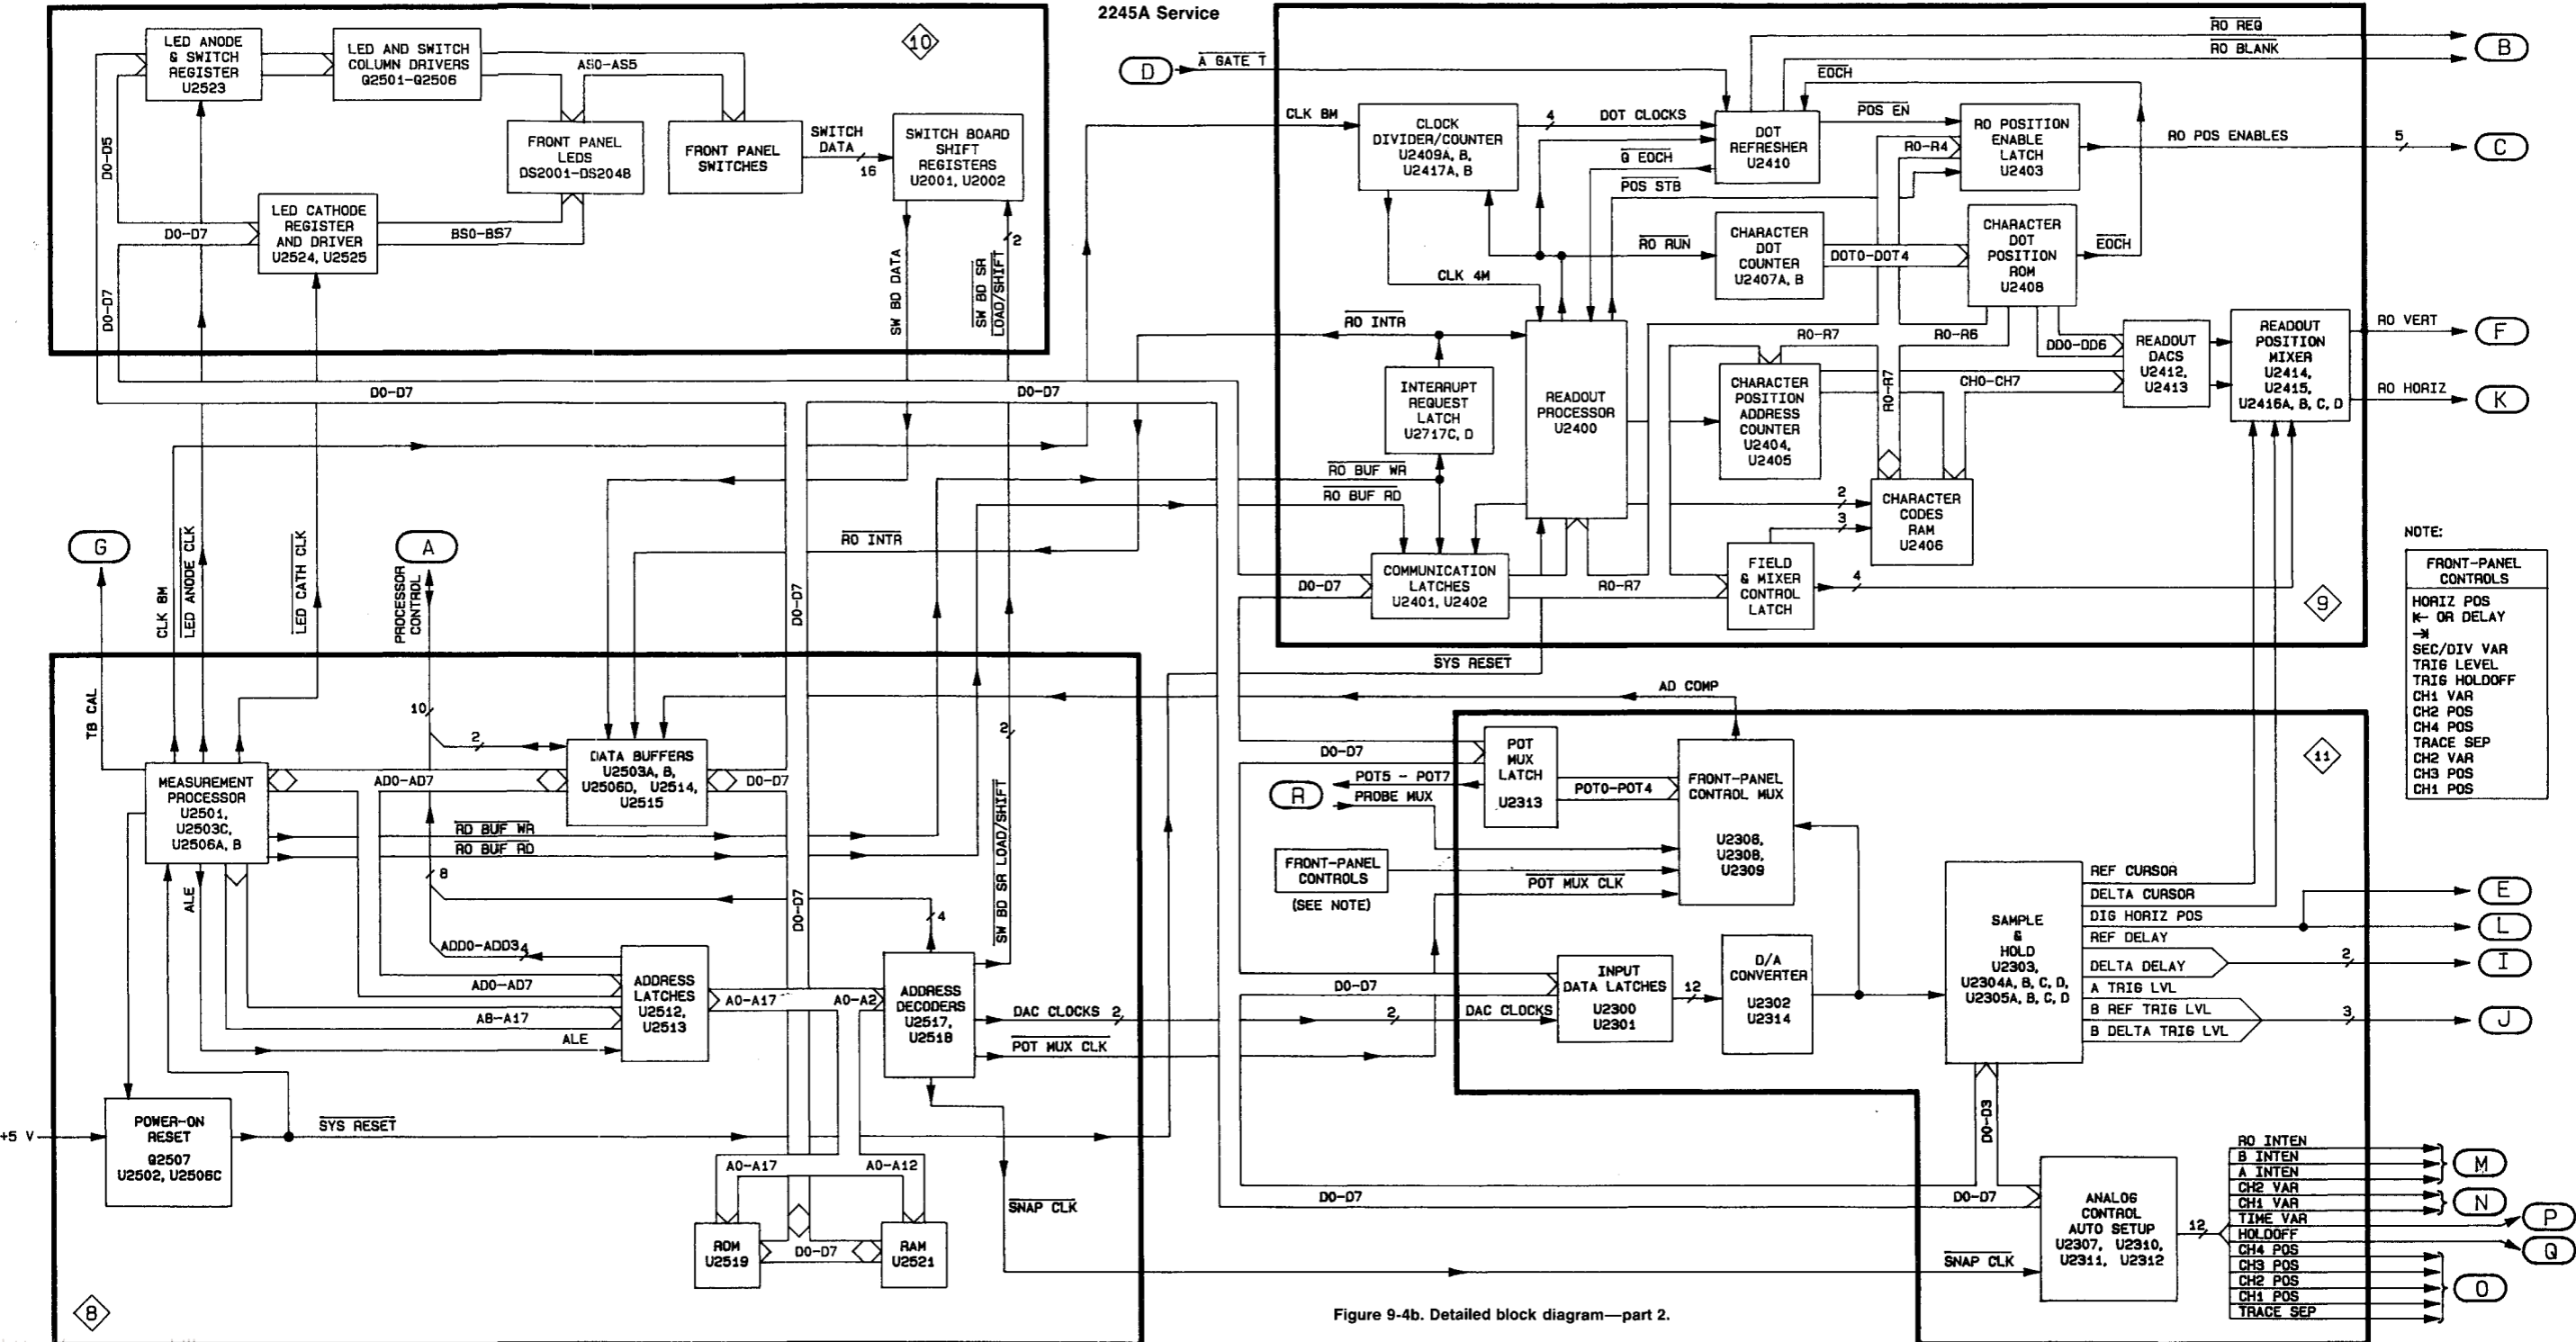 2245A Service
LED ANODE
& SWITCH
REGISTER
U2523
LED AND SWITCH
COLUMN DRIVERS
Q2501-Q2506
10
AS0-AS5
D0-D5
FRONT PANEL
LEDS
DS2001-DS2048
FRONT PANEL
SWITCHES
SWITCH
DATA
16
SWITCH BOARD
SHIFT
REGISTERS
U2001, U2002
LED CATHODE
REGISTER
AND DRIVER
U2524, U2525
D0-D7
BS0-BS7
D0-D7
SW BD DATA
SW BD SR
LOAD/SHIFT
2
D0-D7
D0-D7
D
A GATE T
CLK 8M
CLOCK
DIVIDER/COUNTER
U2409A, B,
U2417A, B
4
DOT CLOCKS
DOT
REFRESHER
U2410
RO REQ
RO BLANK
B
EOCH
POS EN
RO POSITION
ENABLE
LATCH
U2403
R0-R4
RO POS ENABLES
5
C
Q EOCH
POS STB
RO RUN
CHARACTER
DOT
COUNTER
U2407A, B
DOT0-DOT4
CHARACTER
DOT
POSITION
ROM
U2408
EOCH
CLK 4M
RO INTR
R0-R7
R0-R6
DD0-DD6
READOUT
DACS
U2412,
U2413
READOUT
POSITION
MIXER
U2414,
U2415,
U2416A, B, C, D
RO VERT
F
RO HORIZ
K
INTERRUPT
REQUEST
LATCH
U2717C, D
READOUT
PROCESSOR
U2400
CHARACTER
POSITION
ADDRESS
COUNTER
U2404,
U2405
R0-R7
CH0-CH7
RO BUF WR
RO BUF RD
2
3
CHARACTER
CODES
RAM
U2406
COMMUNICATION
LATCHES
U2401, U2402
D0-D7
R0-R7
FIELD
& MIXER
CONTROL
LATCH
4
9
NOTE:
FRONT-PANEL
CONTROLS
HORIZ POS
K← OR DELAY
→|
SEC/DIV VAR
TRIG LEVEL
TRIG HOLDOFF
CH1 VAR
CH2 POS
CH4 POS
TRACE SEP
CH2 VAR
CH3 POS
CH1 POS
G
A
CLK 8M
LED ANODE CLK
LED CATH CLK
PROCESSOR
CONTROL
RO INTR
D0-D7
SYS RESET
AD COMP
TB CAL
10
2
DATA BUFFERS
U2503A, B,
U2506D, U2514,
U2515
MEASUREMENT
PROCESSOR
U2501,
U2503C,
U2506A, B
AD0-AD7
D0-D7
RD BUF WR
RO BUF RD
2
SW BD SR LOAD/SHIFT
ALE
8
4
D0-D7
ADD0-ADD3
4
AD0-AD7
A8-A17
ALE
ADDRESS
LATCHES
U2512,
U2513
A0-A17
A0-A2
ADDRESS
DECODERS
U2517,
U2518
DAC CLOCKS
2
POT MUX CLK
+5 V
POWER-ON
RESET
Q2507
U2502, U2506C
SYS RESET
A0-A17
A0-A12
SNAP CLK
ROM
U2519
D0-D7
RAM
U2521
8
D0-D7
POT
MUX
LATCH
U2313
11
R
POT5 - POT7
PROBE MUX
POT0-POT4
FRONT-PANEL
CONTROL MUX
U2306,
U2308,
U2309
FRONT-PANEL
CONTROLS
(SEE NOTE)
POT MUX CLK
D0-D7
2
DAC CLOCKS
INPUT
DATA LATCHES
U2300
U2301
12
D/A
CONVERTER
U2302
U2314
SAMPLE
&
HOLD
U2303,
U2304A, B, C, D,
U2305A, B, C, D
REF CURSOR
DELTA CURSOR
DIG HORIZ POS
REF DELAY
DELTA DELAY
A TRIG LVL
B REF TRIG LVL
B DELTA TRIG LVL
E
L
2
I
3
J
D0-D3
D0-D7
D0-D7
SNAP CLK
ANALOG
CONTROL
AUTO SETUP
U2307, U2310,
U2311, U2312
12
RO INTEN
B INTEN
A INTEN
CH2 VAR
CH1 VAR
TIME VAR
HOLDOFF
CH4 POS
CH3 POS
CH2 POS
CH1 POS
TRACE SEP
M
N
P
Q
O
Figure 9-4b. Detailed block diagram—part 2.